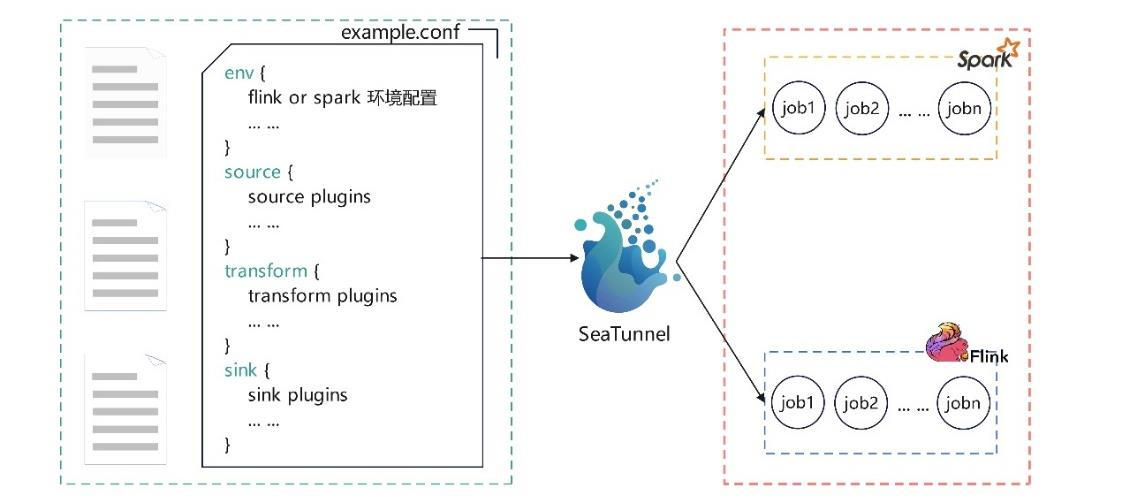 example.conf
env {
flink or spark 环境配置
... ...
}
source {
source plugins
... ...
}
transform {
transform plugins
... ...
}
sink {
sink plugins
... ...
}
SeaTunnel
Spark
job1 job2 ... ... jobn
Flink
job1 job2 ... ... jobn